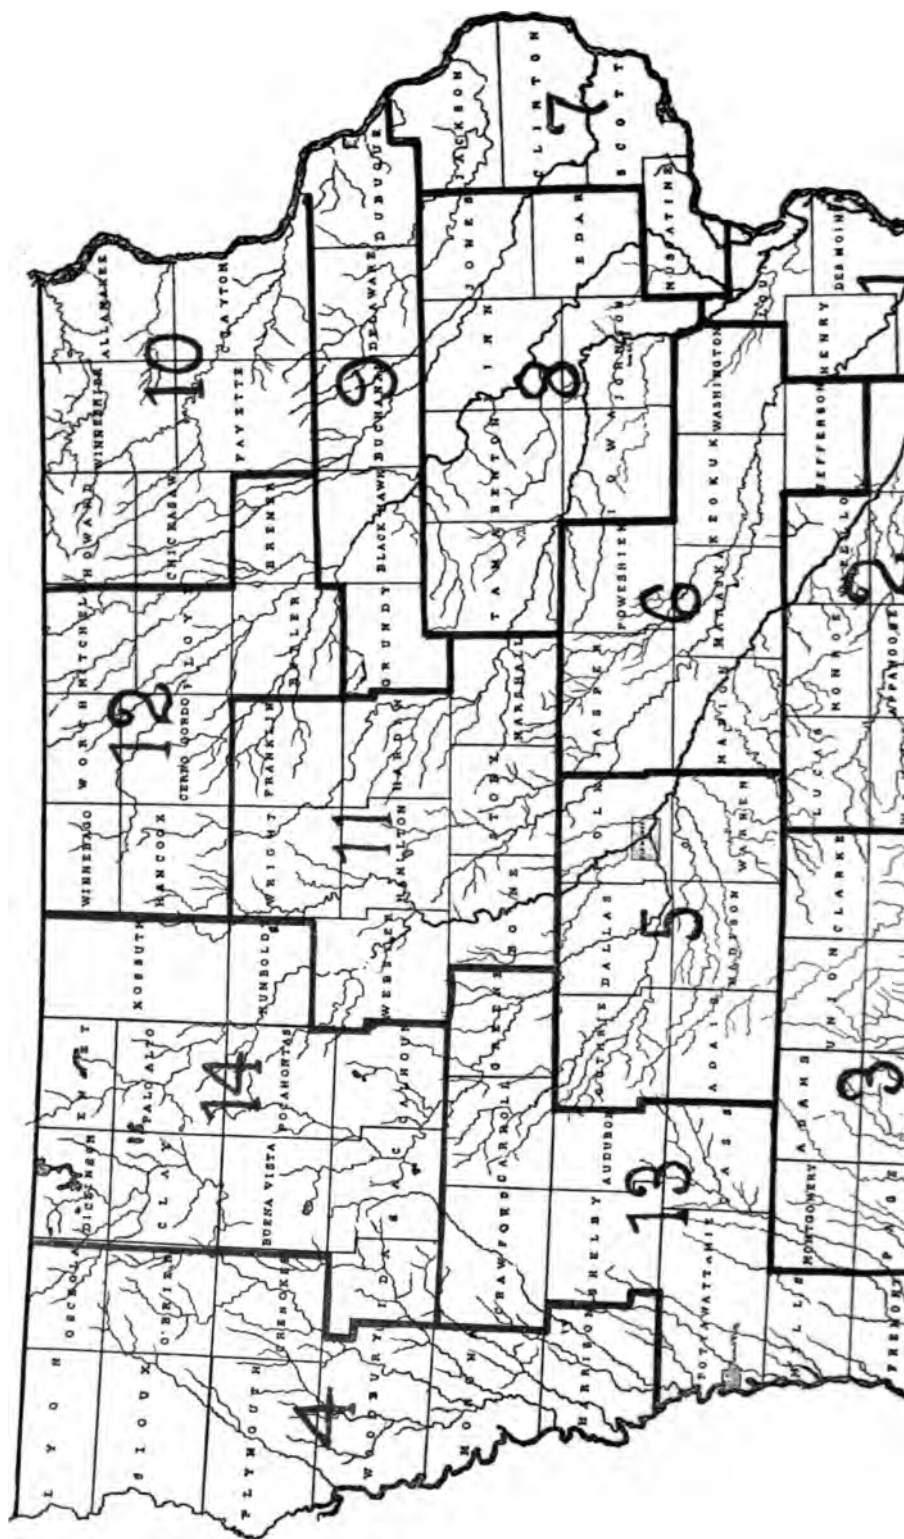 LYON
OSCEOLA
DICKINSON
EMMET
WINNEBAGO
WORTH
MITCHELL
HOWARD
WINNESHIEK
ALLAMAKEE
SIOUX
O'BRIEN
CLAY
PALO ALTO
KOSSUTH
HANCOCK
CERRO GORDO
FLOYD
CHICKASAW
12
10
PLYMOUTH
CHEROKEE
BUENA VISTA
POCAHONTAS
HUMBOLDT
WRIGHT
FRANKLIN
BUTLER
BREMER
FAYETTE
CLAYTON
14
4
WOODBURY
IDA
SAC
CALHOUN
WEBSTER
HAMILTON
HARDIN
GRUNDY
BLACK HAWK
BUCHANAN
DELAWARE
DUBUQUE
11
9
MONONA
CRAWFORD
CARROLL
GREENE
BOONE
STORY
MARSHALL
TAMA
BENTON
LINN
JONES
JACKSON
8
HARRISON
SHELBY
AUDUBON
GUTHRIE
DALLAS
POLK
JASPER
POWESHIEK
IOWA
JOHNSON
CEDAR
CLINTON
7
SCOTT
13
5
6
POTTAWATTAMIE
CASS
ADAIR
MADISON
WARREN
MARION
MAHASKA
KEOKUK
WASHINGTON
MUSCATINE
LOU
MILLS
MONTGOMERY
ADAMS
UNION
CLARKE
LUCAS
MONROE
WAPELLO
JEFFERSON
HENRY
DES MOINES
3
2
1
FREMONT
PAGE
APPANOOSE